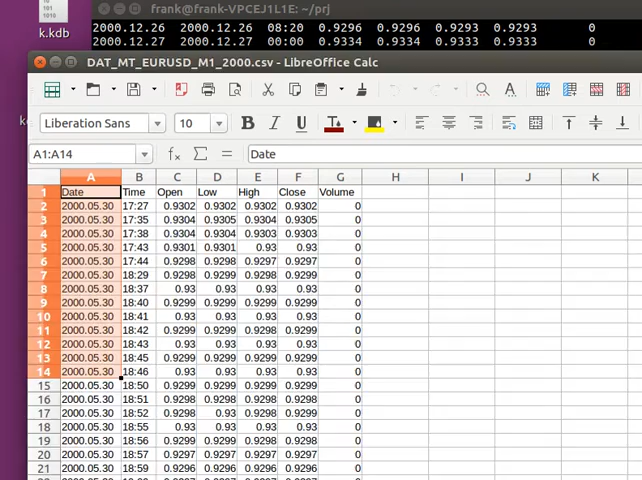 frank@frank-VPCEJ1L1E: ~/prj
k.kdb
2000.12.26 2000.12.26 08:20 0.9296 0.9296 0.9293 0.9293 0
2000.12.27 2000.12.27 00:00 0.9334 0.9334 0.9333 0.9333 0
DAT_MT_EURUSD_M1_2000.csv - LibreOffice Calc
Liberation Sans 10
A1:A14 Date
A B C D E F G H I J K
1 Date Time Open Low High Close Volume
2 2000.05.30 17:27 0.9302 0.9302 0.9302 0.9302 0
3 2000.05.30 17:35 0.9304 0.9305 0.9304 0.9305 0
4 2000.05.30 17:38 0.9304 0.9304 0.9303 0.9303 0
5 2000.05.30 17:43 0.9301 0.9301 0.93 0.93 0
6 2000.05.30 17:44 0.9298 0.9298 0.9297 0.9297 0
7 2000.05.30 18:29 0.9298 0.9298 0.9298 0.9298 0
8 2000.05.30 18:37 0.93 0.93 0.93 0.93 0
9 2000.05.30 18:40 0.9299 0.9299 0.9299 0.9299 0
10 2000.05.30 18:41 0.93 0.93 0.93 0.93 0
11 2000.05.30 18:42 0.9299 0.9299 0.9298 0.9298 0
12 2000.05.30 18:43 0.93 0.93 0.93 0.93 0
13 2000.05.30 18:45 0.9299 0.9299 0.9299 0.9299 0
14 2000.05.30 18:46 0.93 0.93 0.93 0.93 0
15 2000.05.30 18:50 0.9299 0.9299 0.9299 0.9299 0
16 2000.05.30 18:51 0.9298 0.9298 0.9298 0.9298 0
17 2000.05.30 18:52 0.9298 0.93 0.9298 0.93 0
18 2000.05.30 18:55 0.93 0.93 0.93 0.93 0
19 2000.05.30 18:56 0.9299 0.9299 0.9298 0.9298 0
20 2000.05.30 18:57 0.9297 0.9297 0.9297 0.9297 0
21 2000.05.30 18:59 0.9296 0.9296 0.9296 0.9296 0